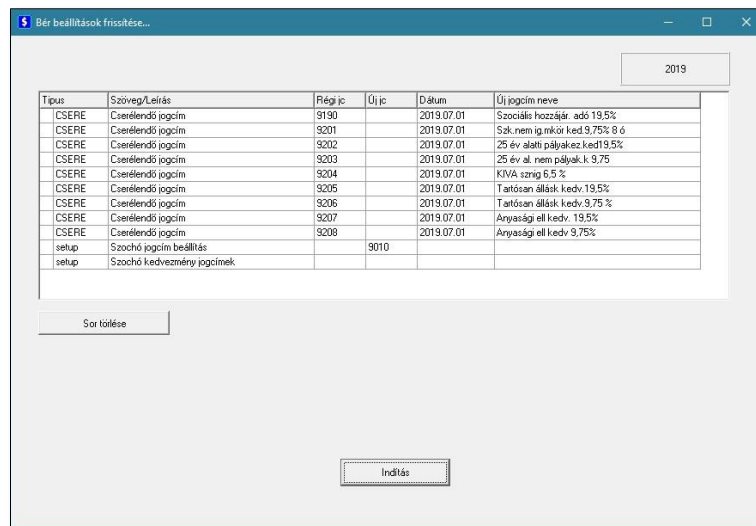 $ Bér beállítások frissítése...
2019
Típus Szöveg/Leírás Régi jc Új jc Dátum Új jogcím neve
CSERE Cserélendő jogcím 9190 2019.07.01 Szociális hozzájár. adó 19,5%
CSERE Cserélendő jogcím 9201 2019.07.01 Szk.nem ig.mkör ked.9,75% 8 ó
CSERE Cserélendő jogcím 9202 2019.07.01 25 év alatti pályakez.ked19,5%
CSERE Cserélendő jogcím 9203 2019.07.01 25 év al. nem pályak.k 9,75
CSERE Cserélendő jogcím 9204 2019.07.01 KIVA sznig 6,5 %
CSERE Cserélendő jogcím 9205 2019.07.01 Tartósan állásk kedv.19,5%
CSERE Cserélendő jogcím 9206 2019.07.01 Tartósan állásk kedv.9,75 %
CSERE Cserélendő jogcím 9207 2019.07.01 Anyasági ell kedv. 19,5%
CSERE Cserélendő jogcím 9208 2019.07.01 Anyasági ell kedv 9,75%
setup Szochó jogcím beállítás 9010
setup Szochó kedvezmény jogcímek
Sor törlése
Indítás